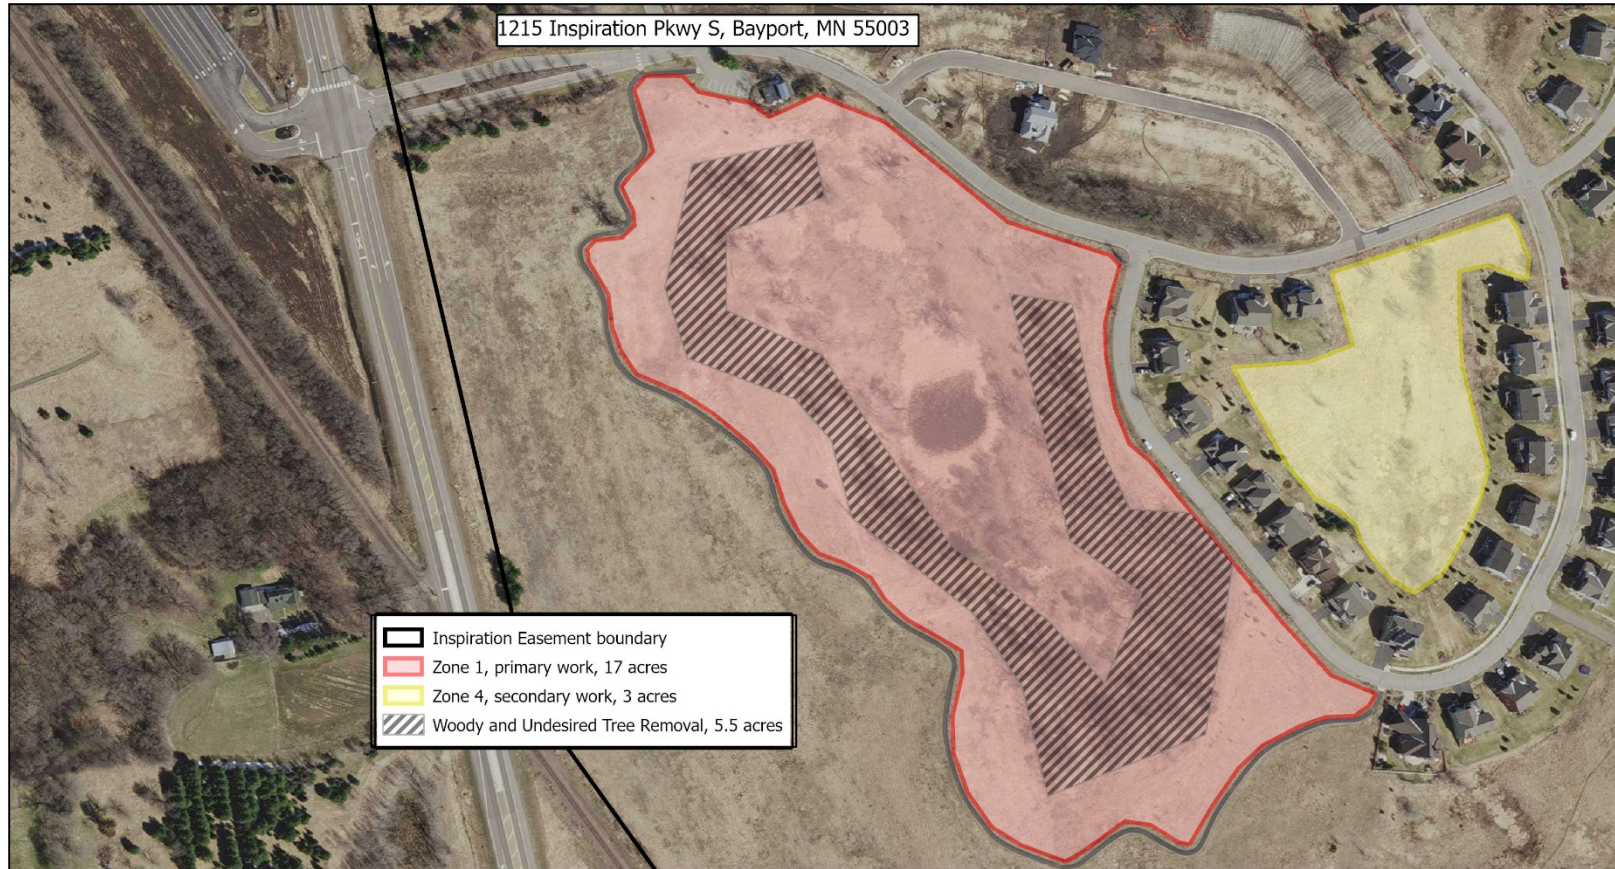 1215 Inspiration Pkwy S, Bayport, MN 55003
Inspiration Easement boundary
Zone 1, primary work, 17 acres
Zone 4, secondary work, 3 acres
Woody and Undesired Tree Removal, 5.5 acres